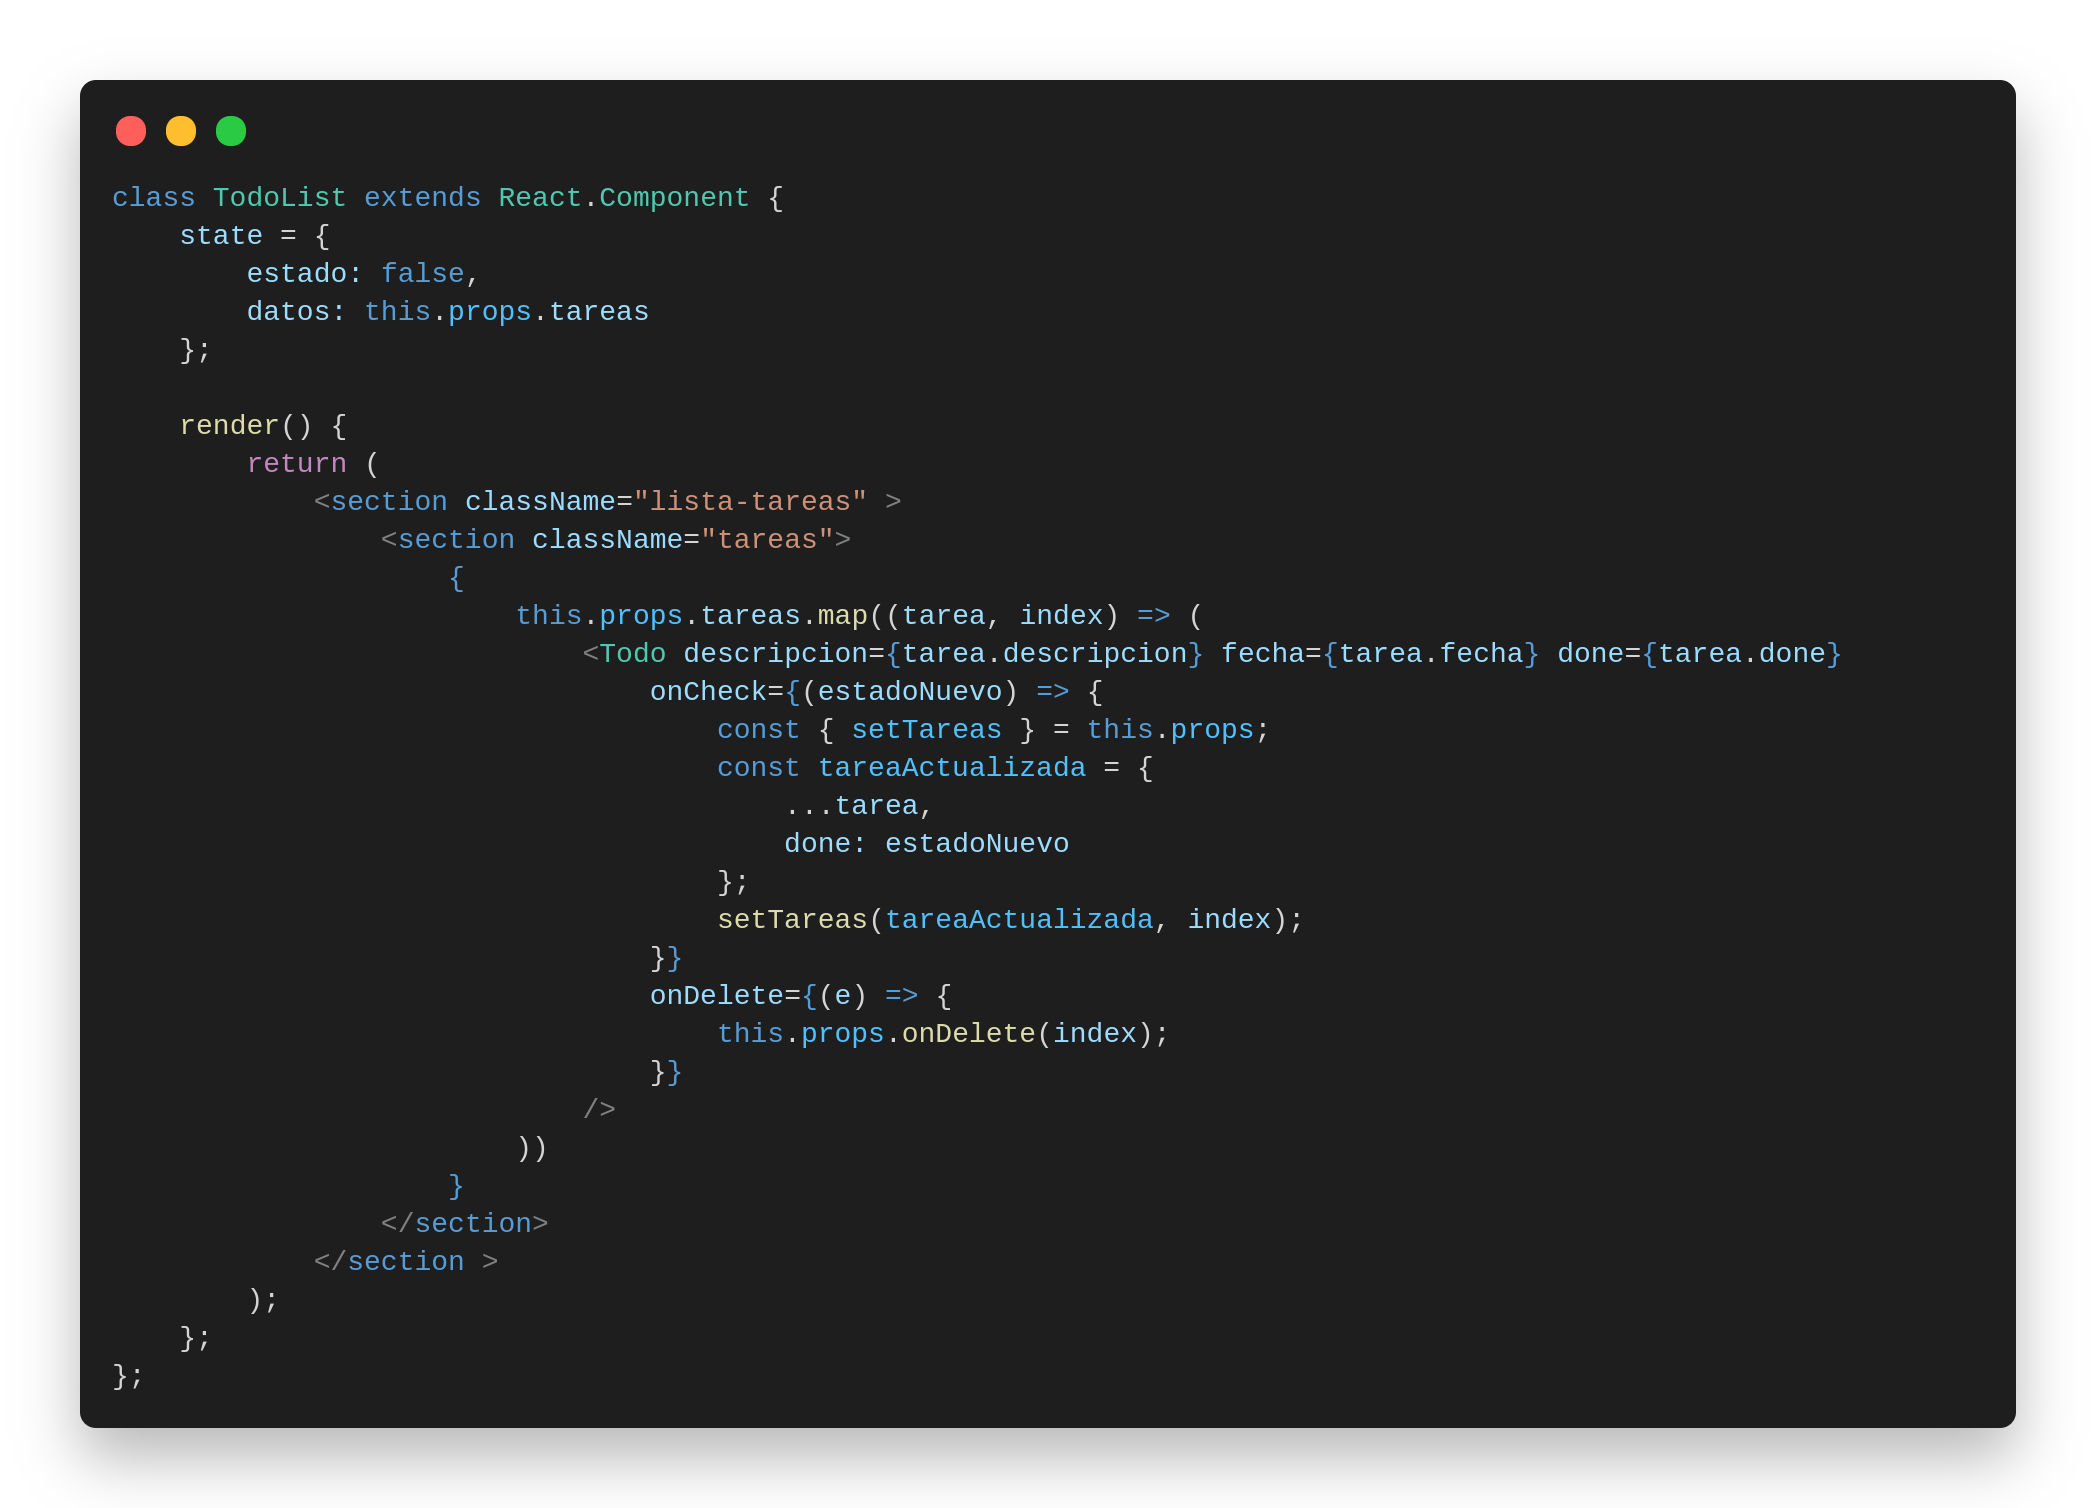 class TodoList extends React.Component {
    state = {
        estado: false,
        datos: this.props.tareas
    };

    render() {
        return (
            <section className="lista-tareas" >
                <section className="tareas">
                    {
                        this.props.tareas.map((tarea, index) => (
                            <Todo descripcion={tarea.descripcion} fecha={tarea.fecha} done={tarea.done}
                                onCheck={(estadoNuevo) => {
                                    const { setTareas } = this.props;
                                    const tareaActualizada = {
                                        ...tarea,
                                        done: estadoNuevo
                                    };
                                    setTareas(tareaActualizada, index);
                                }}
                                onDelete={(e) => {
                                    this.props.onDelete(index);
                                }}
                            />
                        ))
                    }
                </section>
            </section >
        );
    };
};